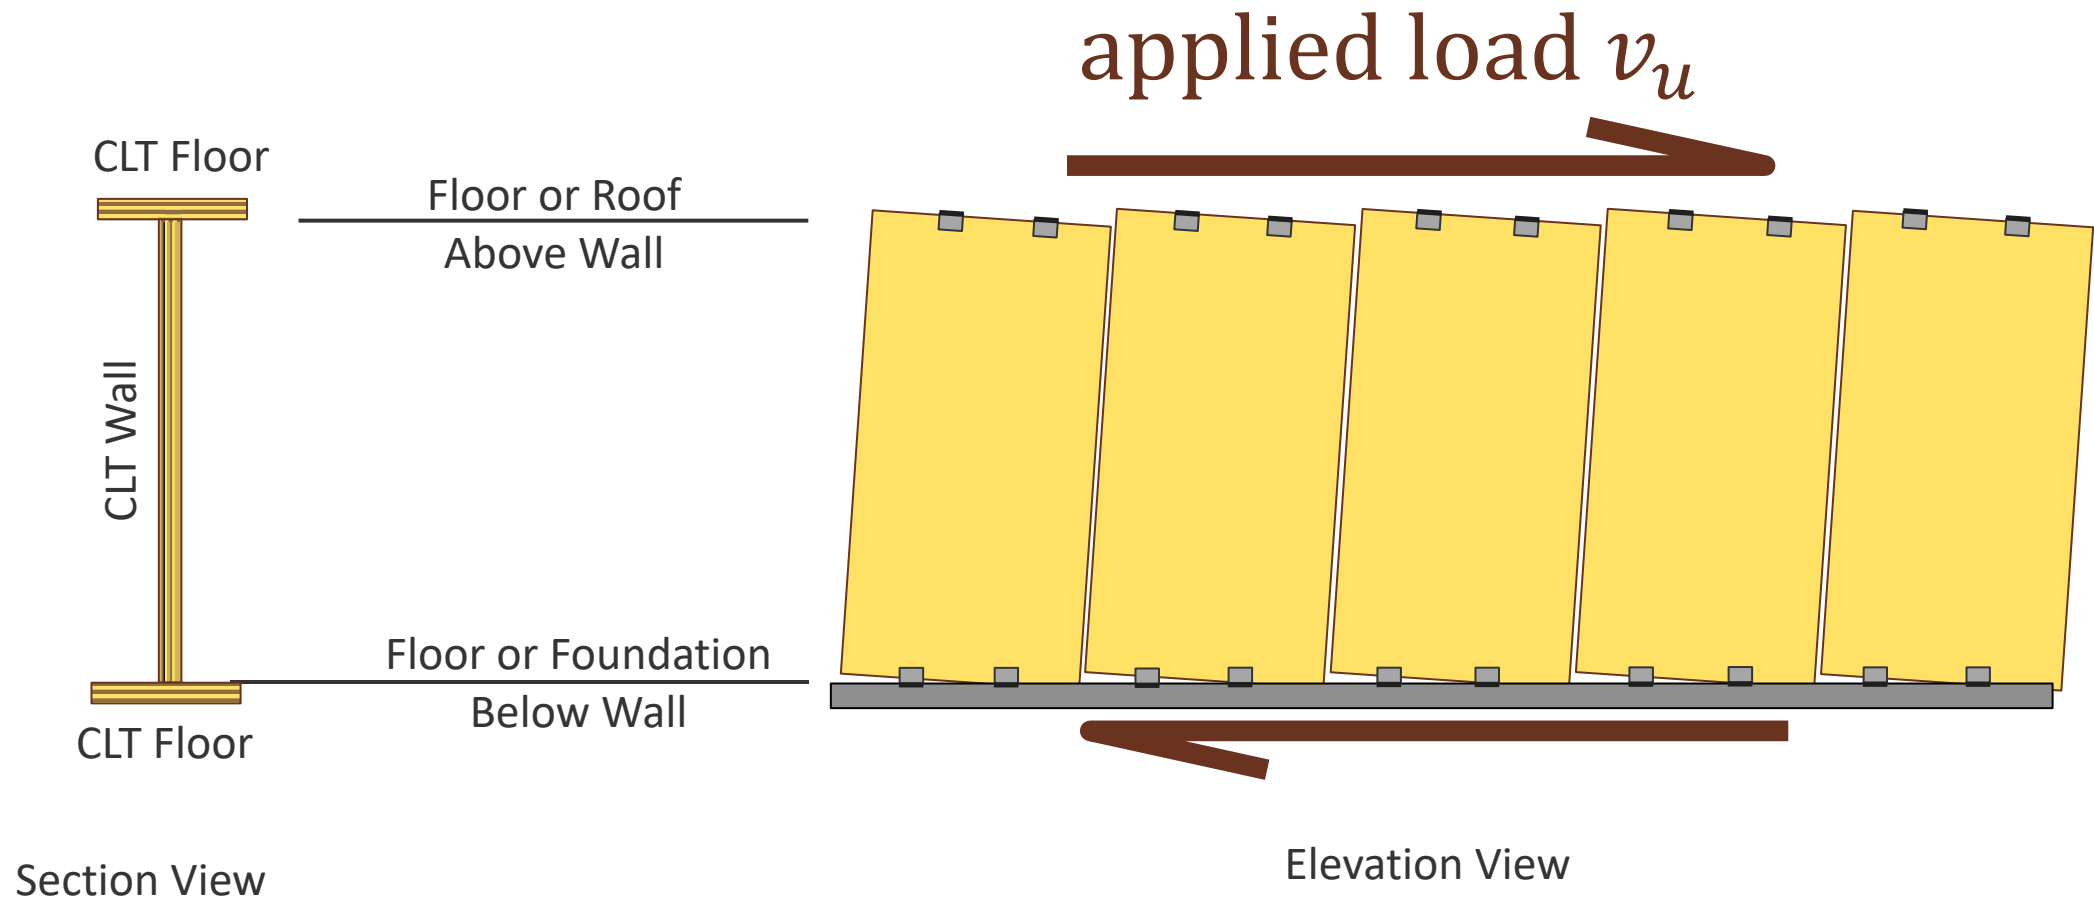 applied load v_u
CLT Floor
Floor or Roof
Above Wall
CLT Wall
Floor or Foundation
Below Wall
CLT Floor
Elevation View
Section View